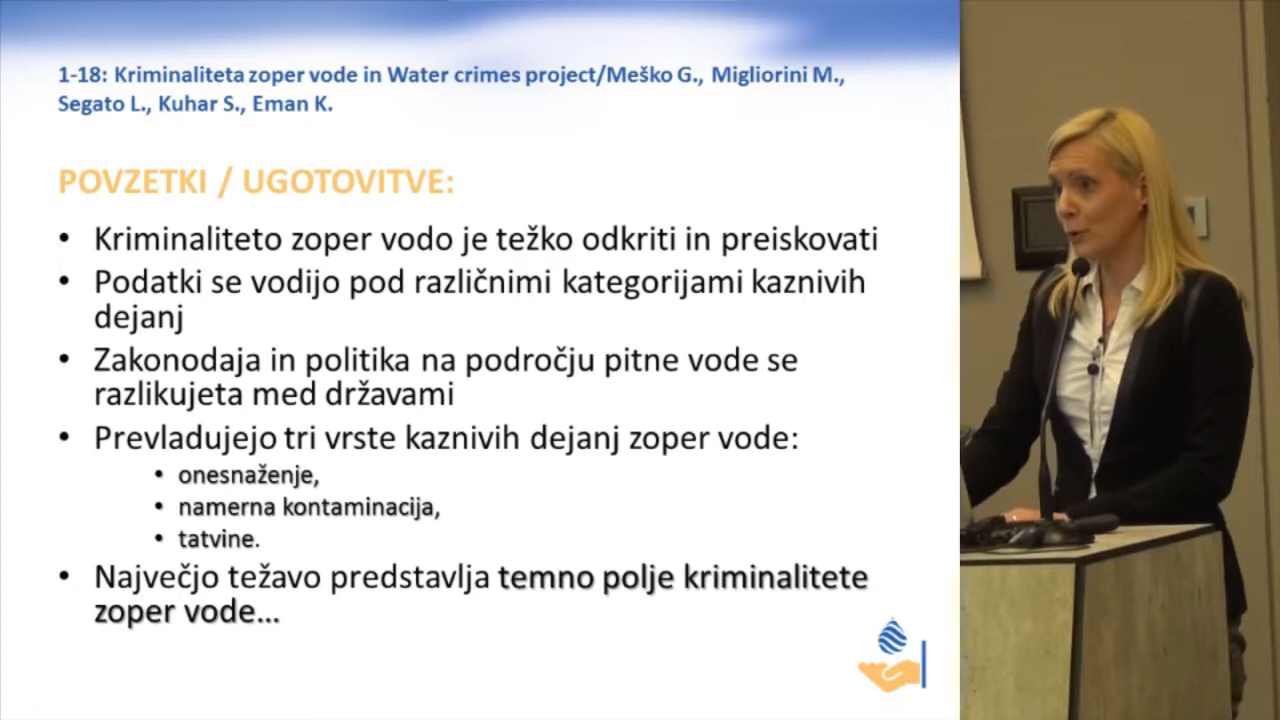 1-18: Kriminaliteta zoper vode in Water crimes project/Meško G., Migliorini M.,
Segato L., Kuhar S., Eman K.
POVZETKI / UGOTOVITVE:
• Kriminaliteto zoper vodo je težko odkriti in preiskovati
• Podatki se vodijo pod različnimi kategorijami kaznivih
dejanj
• Zakonodaja in politika na področju pitne vode se
razlikujeta med državami
• Prevladujejo tri vrste kaznivih dejanj zoper vode:
• onesnaženje,
• namerna kontaminacija,
• tatvine.
• Največjo težavo predstavlja temno polje kriminalitete
zoper vode…